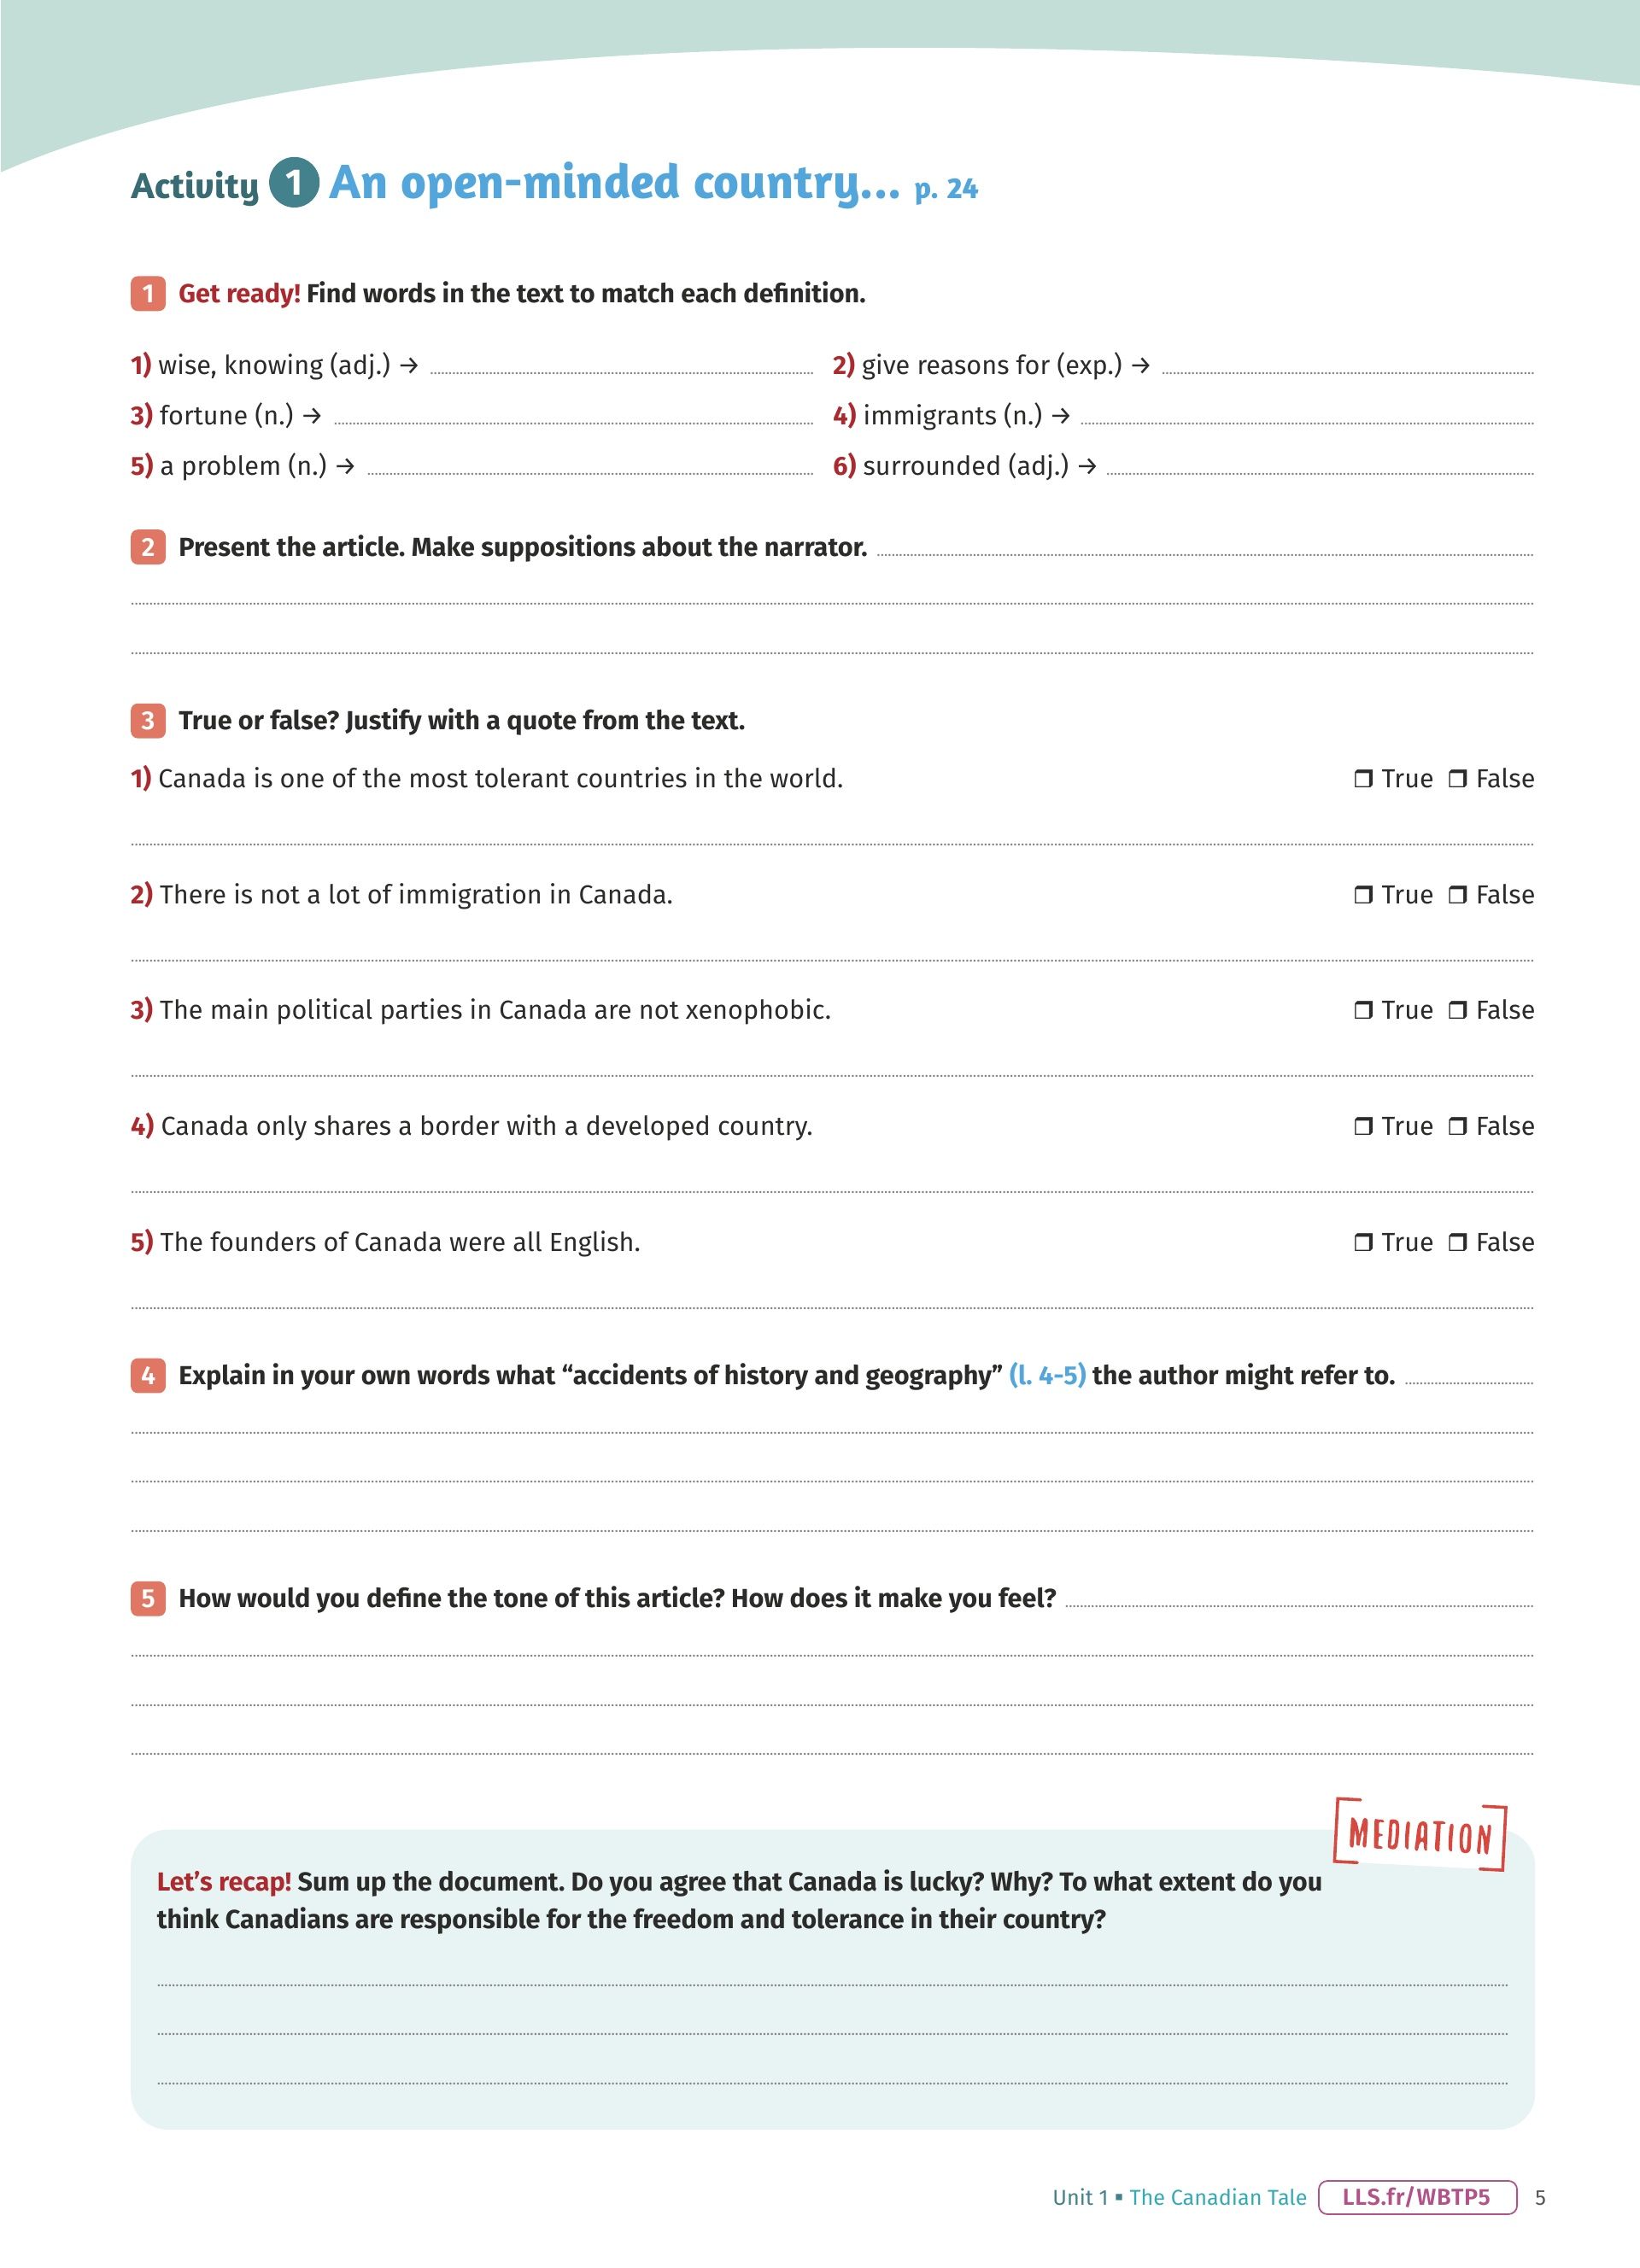 Activity 1 An open-minded country... p. 24
1 Get ready! Find words in the text to match each definition.
1) wise, knowing (adj.) →
2) give reasons for (exp.) →
3) fortune (n.) →
4) immigrants (n.) →
5) a problem (n.) →
6) surrounded (adj.) →
2 Present the article. Make suppositions about the narrator.
3 True or false? Justify with a quote from the text.
1) Canada is one of the most tolerant countries in the world. ❒ True ❒ False
2) There is not a lot of immigration in Canada. ❒ True ❒ False
3) The main political parties in Canada are not xenophobic. ❒ True ❒ False
4) Canada only shares a border with a developed country. ❒ True ❒ False
5) The founders of Canada were all English. ❒ True ❒ False
4 Explain in your own words what “accidents of history and geography” (l. 4-5) the author might refer to.
5 How would you define the tone of this article? How does it make you feel?
MEDIATION
Let’s recap! Sum up the document. Do you agree that Canada is lucky? Why? To what extent do you
think Canadians are responsible for the freedom and tolerance in their country?
Unit 1 ▪ The Canadian Tale LLS.fr/WBTP5 5